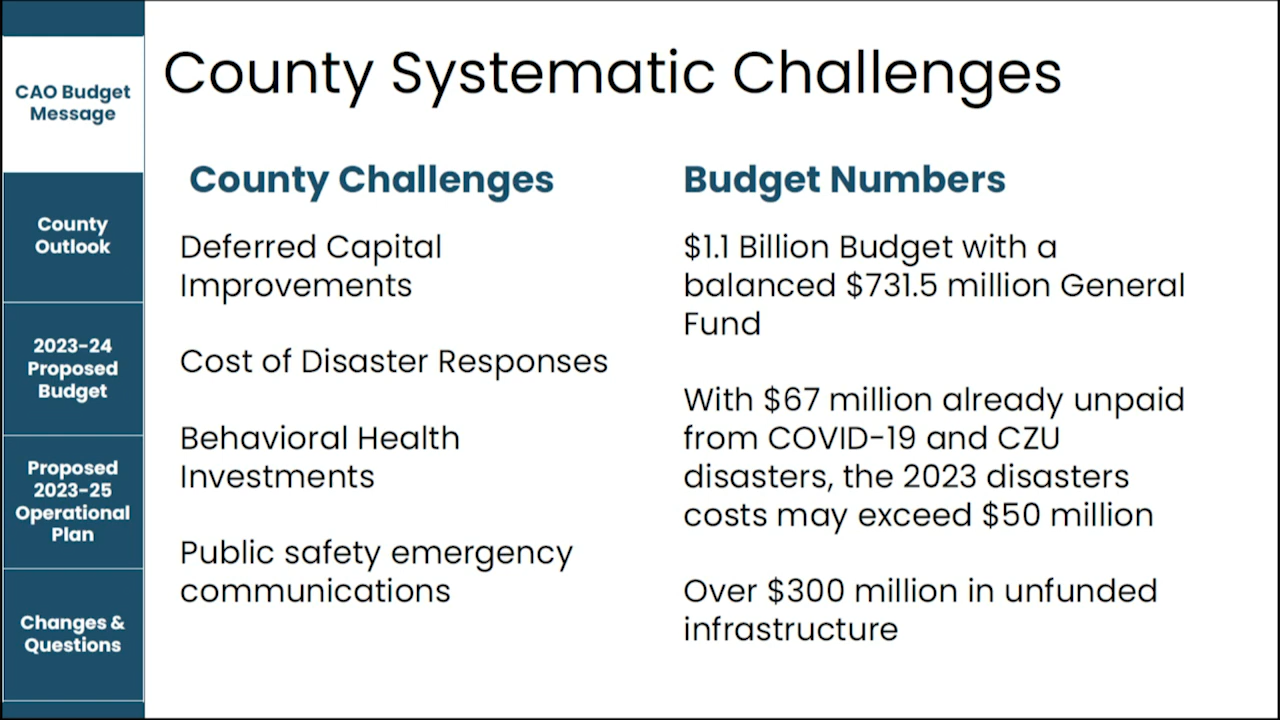 CAO Budget
Message
County
Outlook
2023-24
Proposed
Budget
Proposed
2023-25
Operational
Plan
Changes &
Questions
County Systematic Challenges
County Challenges
Deferred Capital
Improvements
Cost of Disaster Responses
Behavioral Health
Investments
Public safety emergency
communications
Budget Numbers
$1.1 Billion Budget with a
balanced $731.5 million General
Fund
With $67 million already unpaid
from COVID-19 and CZU
disasters, the 2023 disasters
costs may exceed $50 million
Over $300 million in unfunded
infrastructure